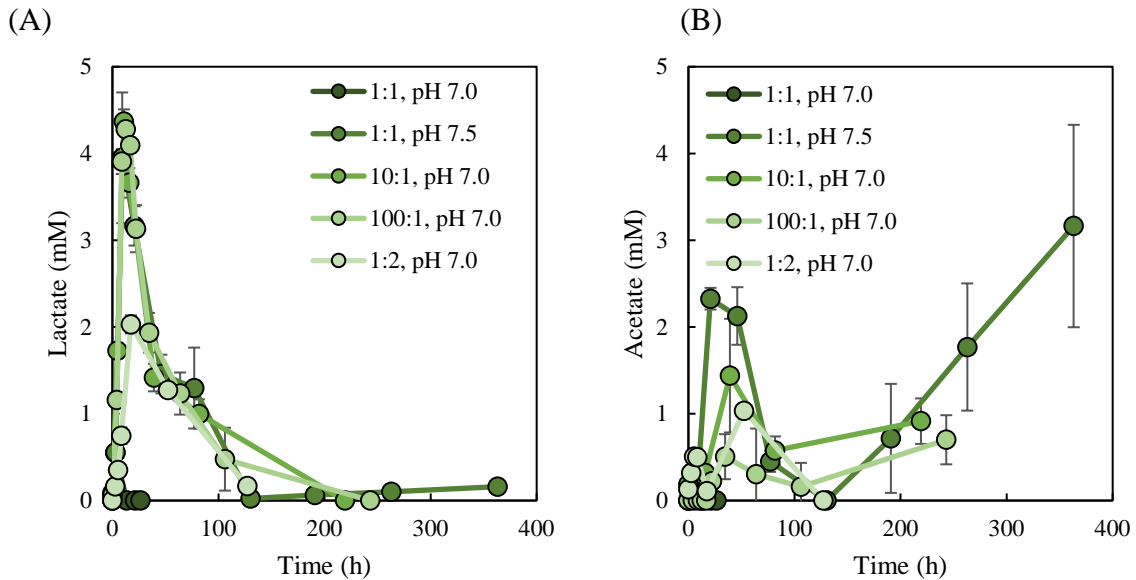 (A)
5
4
3
2
1
0
Lactate (mM)
0
100
200
300
400
Time (h)
1:1, pH 7.0
1:1, pH 7.5
10:1, pH 7.0
100:1, pH 7.0
1:2, pH 7.0
(B)
5
4
3
2
1
0
Acetate (mM)
0
100
200
300
400
Time (h)
1:1, pH 7.0
1:1, pH 7.5
10:1, pH 7.0
100:1, pH 7.0
1:2, pH 7.0